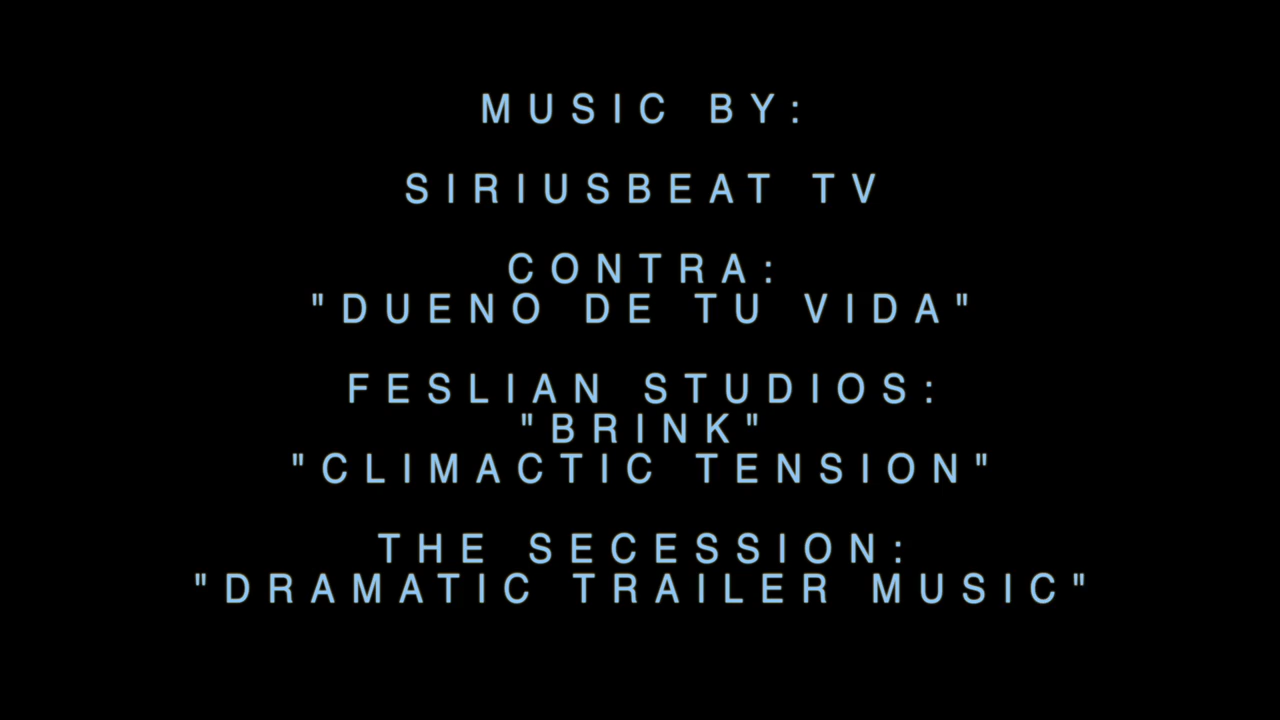 MUSIC BY:
SIRIUSBEAT TV
CONTRA:
"DUENO DE TU VIDA"
FESLIAN STUDIOS:
"BRINK"
"CLIMACTIC TENSION"
THE SECESSION:
"DRAMATIC TRAILER MUSIC"